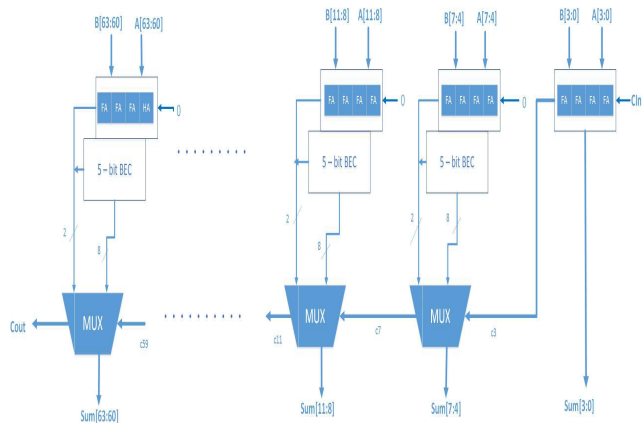 B[63:60] A[63:60]
B[11:8] A[11:8]
B[7:4] A[7:4]
B[3:0] A[3:0]
FA FA FA HA
0
FA FA FA FA
0
FA FA FA FA
0
FA FA FA FA
Cin
5 – bit BEC
5 – bit BEC
5 – bit BEC
2
8
2
8
2
8
MUX
MUX
MUX
Cout
c59
c11
c7
c3
Sum[63:60]
Sum[11:8]
Sum[7:4]
Sum[3:0]